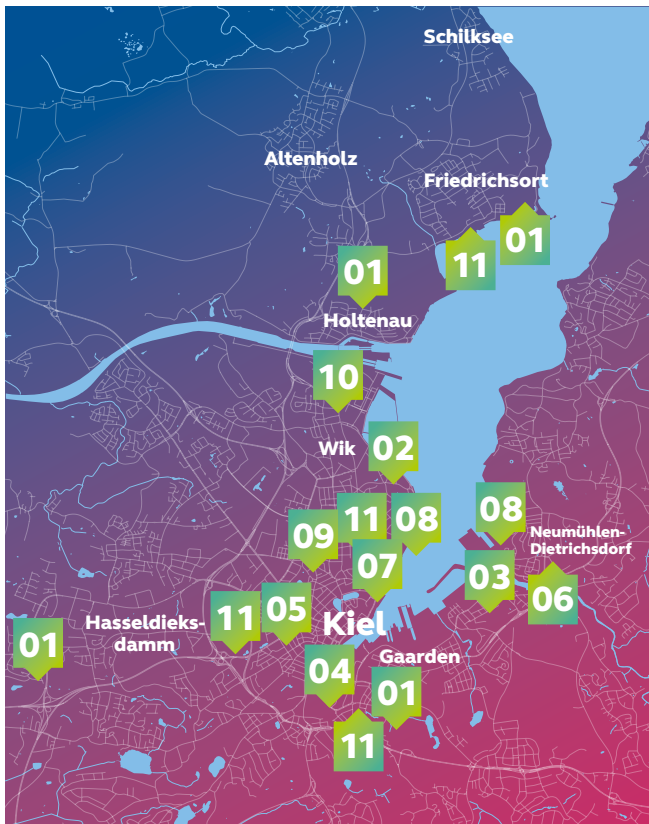 Schilksee
Altenholz
Friedrichsort
01
11
01
Holtenau
10
Wik
02
11
08
08
09
Neumühlen-
Dietrichsdorf
07
03
06
05
11
Hasseldieks-
damm
Kiel
01
Gaarden
04
01
11